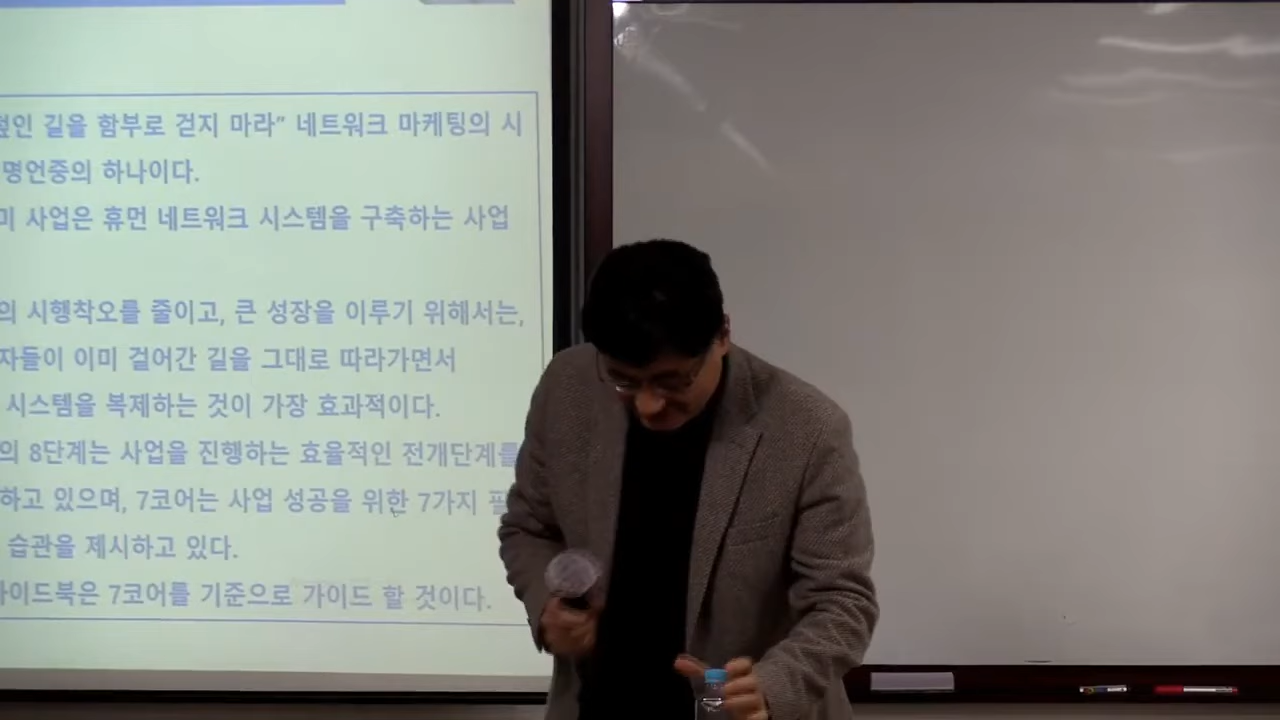 길을 함부로 걷지 마라” 네트워크 마케팅의 시
명언중의 하나이다.
사업은 휴먼 네트워크 시스템을 구축하는 사업
의 시행착오를 줄이고, 큰 성장을 이루기 위해서는,
자들이 이미 걸어간 길을 그대로 따라가면서
시스템을 복제하는 것이 가장 효과적이다.
의 8단계는 사업을 진행하는 효율적인 전개단계를
하고 있으며, 7코어는 사업 성공을 위한 7가지
습관을 제시하고 있다.
이드북은 7코어를 기준으로 가이드 할 것이다.